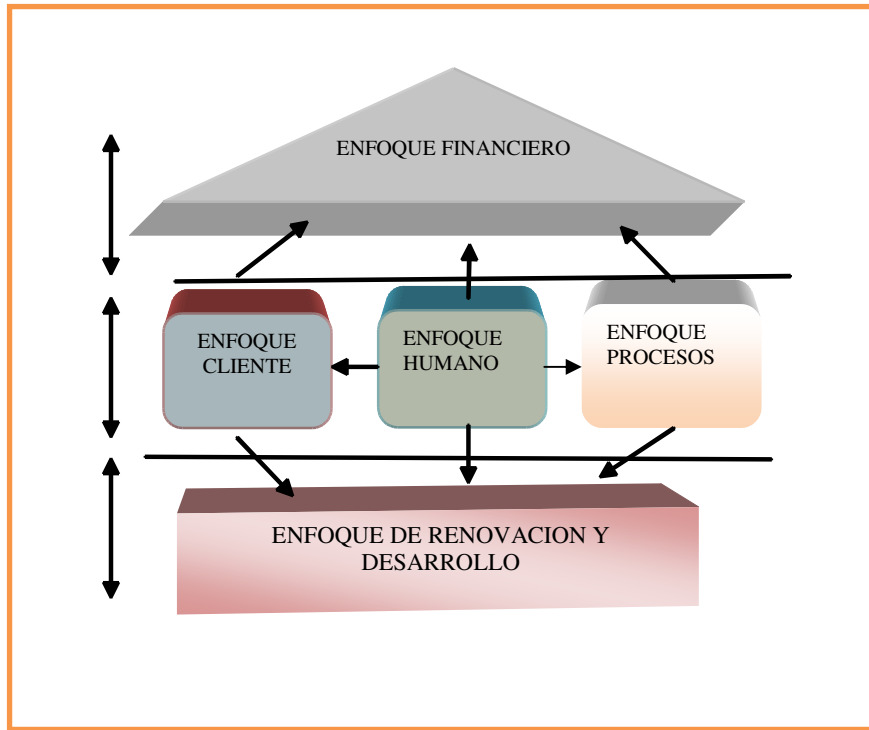 ENFOQUE FINANCIERO
ENFOQUE
CLIENTE
ENFOQUE
HUMANO
ENFOQUE
PROCESOS
ENFOQUE DE RENOVACION Y
DESARROLLO